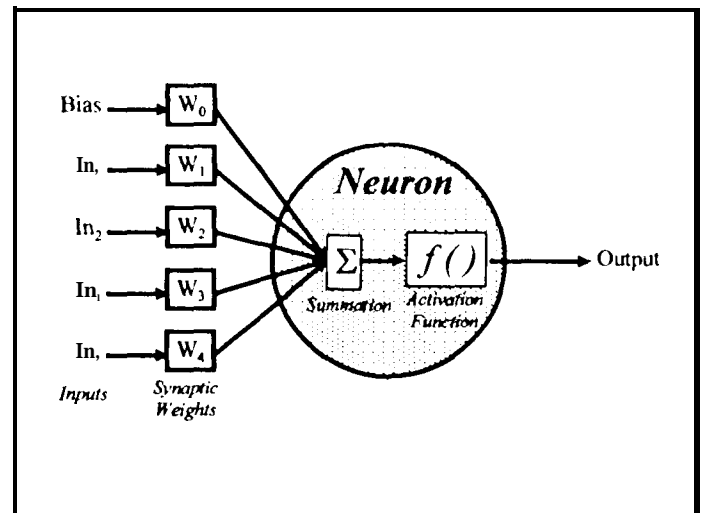 Bias W0
In, W1
In2 W2
In, W3
In, W4
Inputs
Synaptic
Weights
Neuron
Σ
Summation
f()
Activation
Function
Output